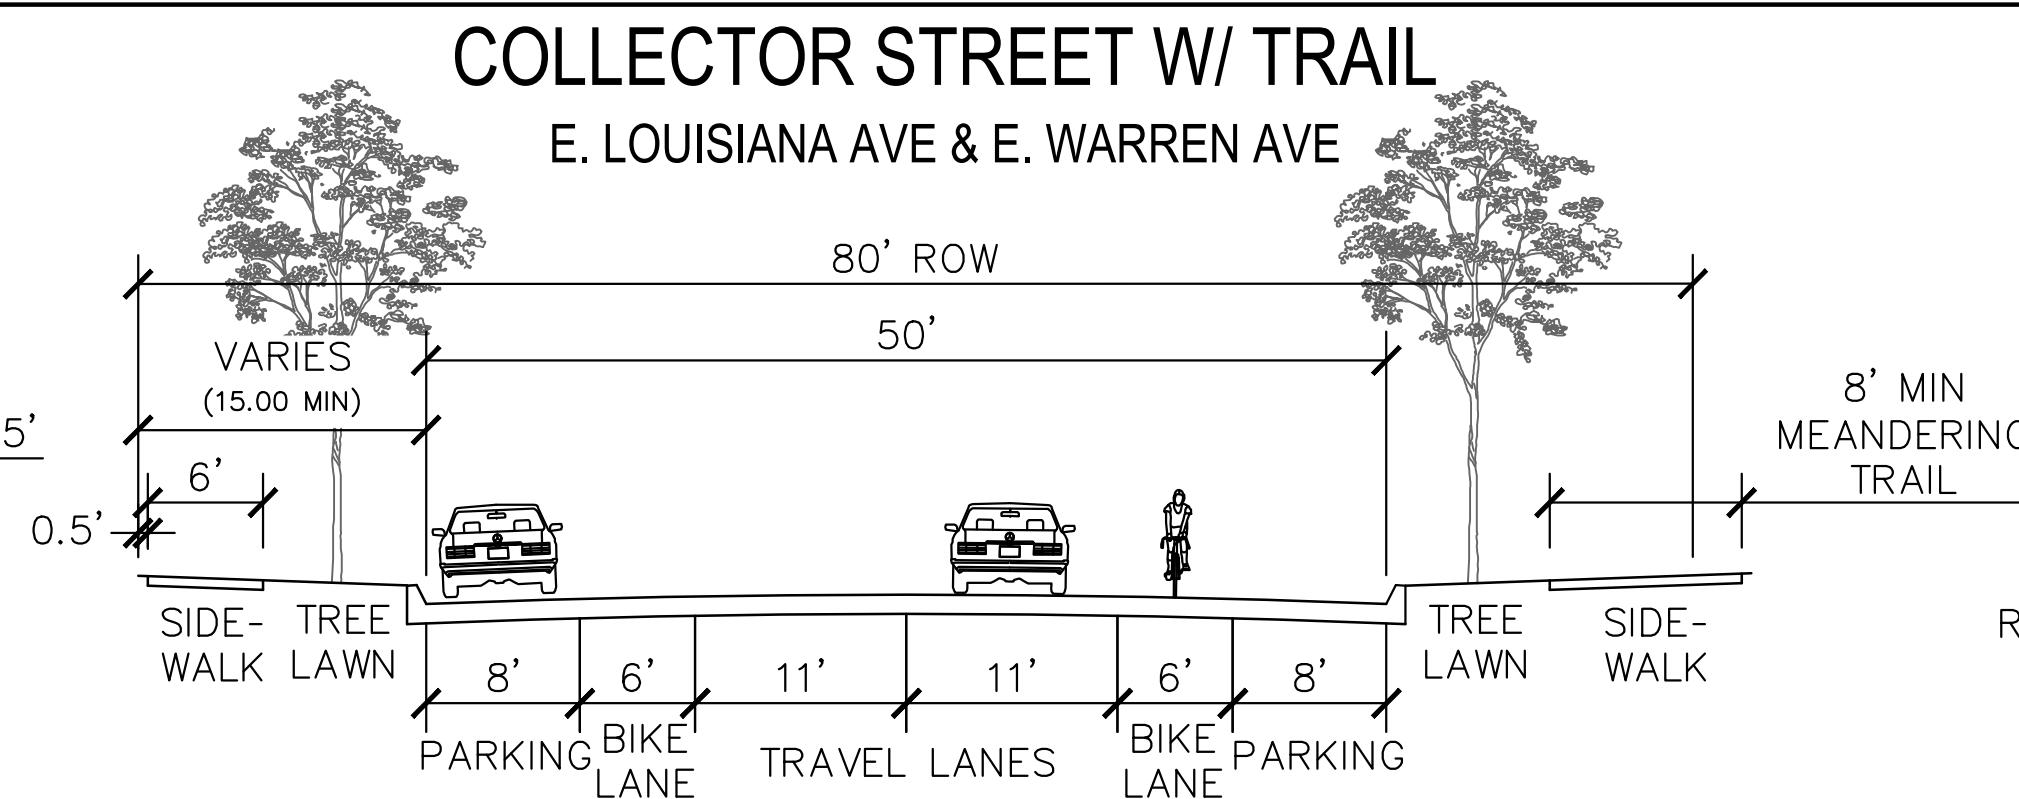 COLLECTOR STREET W/ TRAIL
E. LOUISIANA AVE & E. WARREN AVE
80' ROW
50'
VARIES
(15.00 MIN)
5'
6'
0.5'
8' MIN
MEANDERING
TRAIL
SIDE-
WALK
TREE
LAWN
TREE
LAWN
SIDE-
WALK
R
8'
6'
11'
11'
6'
8'
PARKING
BIKE
LANE
TRAVEL LANES
BIKE
LANE
PARKING